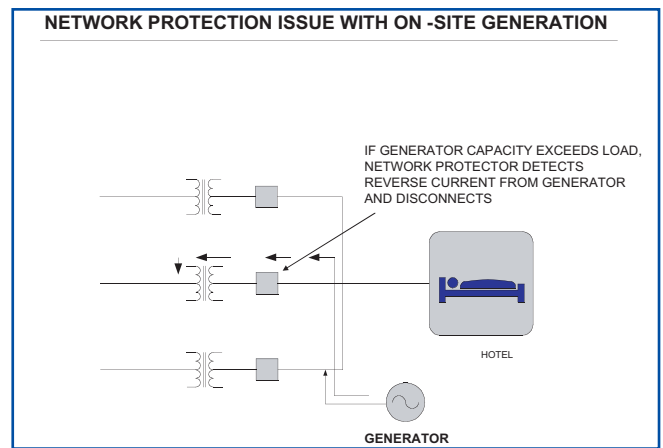 NETWORK PROTECTION ISSUE WITH ON -SITE GENERATION
IF GENERATOR CAPACITY EXCEEDS LOAD,
NETWORK PROTECTOR DETECTS
REVERSE CURRENT FROM GENERATOR
AND DISCONNECTS
HOTEL
GENERATOR